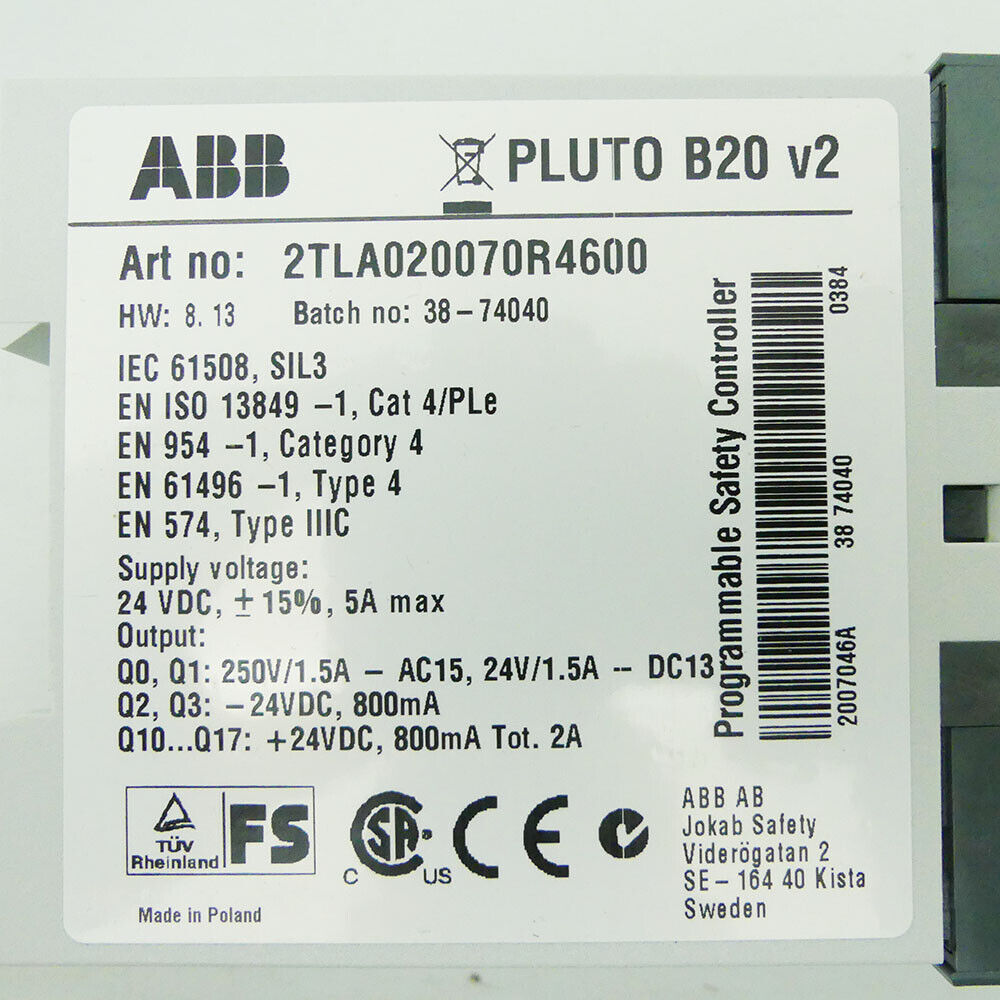 ABB
PLUTO B20 v2
Art no: 2TLA020070R4600
HW: 8. 13 Batch no: 38-74040
IEC 61508, SIL3
EN ISO 13849 -1, Cat 4/PLe
EN 954 -1, Category 4
EN 61496 -1, Type 4
EN 574, Type IIIC
Supply voltage:
24 VDC, ± 15%, 5A max
Output:
Q0, Q1: 250V/1.5A - AC15, 24V/1.5A -- DC13
Q2, Q3: -24VDC, 800mA
Q10...Q17: +24VDC, 800mA Tot. 2A
Programmable Safety Controller
2007046A 38 74040 0384
TÜV
Rheinland
FS
C SA US
CE
ABB AB
Jokab Safety
Viderögatan 2
SE- 164 40 Kista
Sweden
Made in Poland